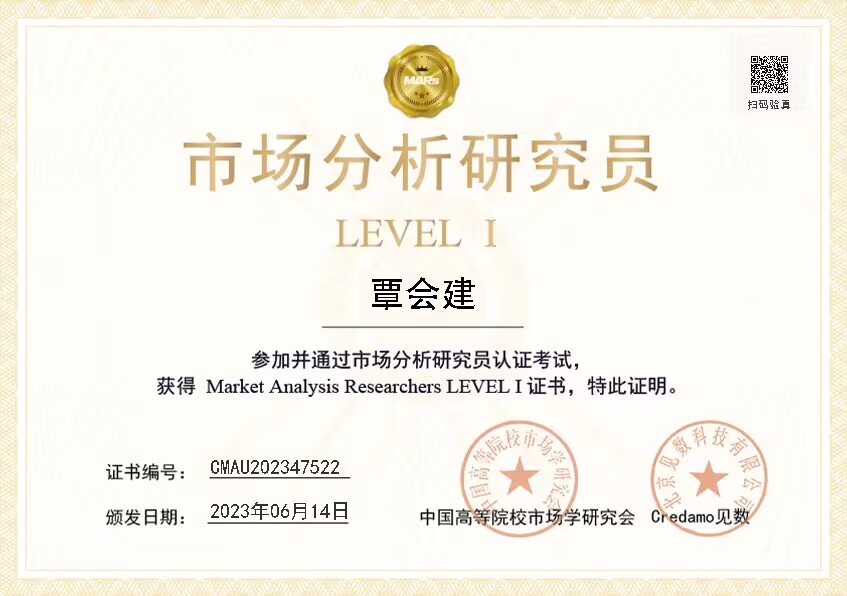 MARs
扫码验真
市场分析研究员
LEVEL I
覃会建
参加并通过市场分析研究员认证考试，
获得 Market Analysis Researchers LEVEL I 证书，特此证明。
证书编号： CMAU202347522
颁发日期： 2023年06月14日
中国高等院校市场学研究会
北京见数科技有限公司
中国高等院校市场学研究会 Credamo见数